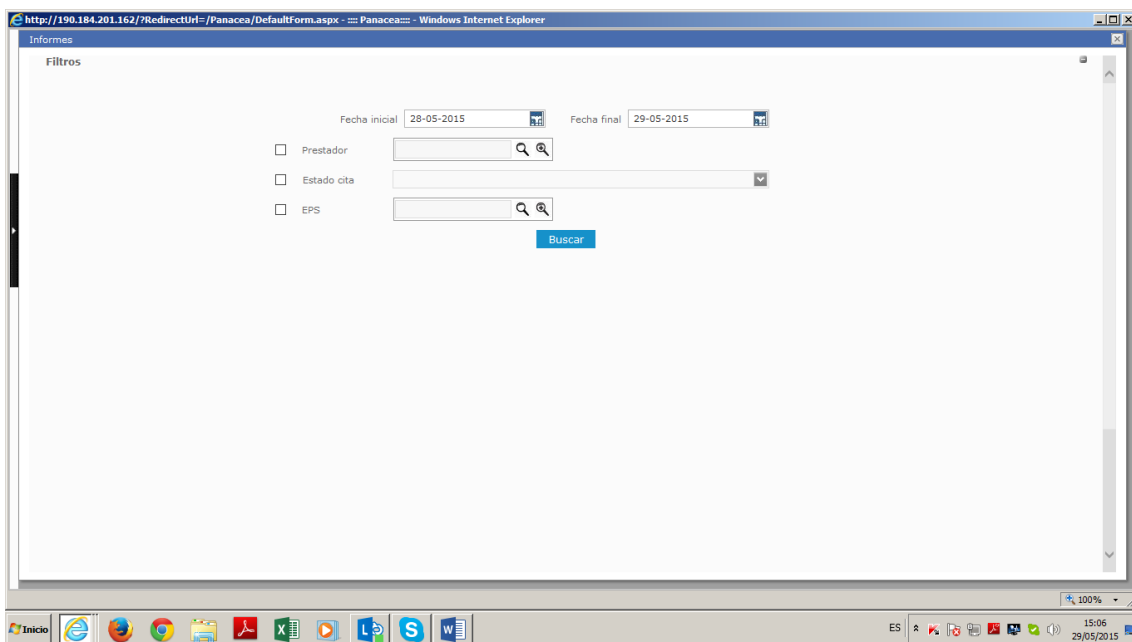 http://190.184.201.162/?RedirectUrl=/Panacea/DefaultForm.aspx - :::: Panacea:::: - Windows Internet Explorer
Informes
Filtros
Fecha inicial 28-05-2015 Fecha final 29-05-2015
Prestador
Estado cita
EPS
Buscar
100%
Inicio ES 15:06
29/05/2015